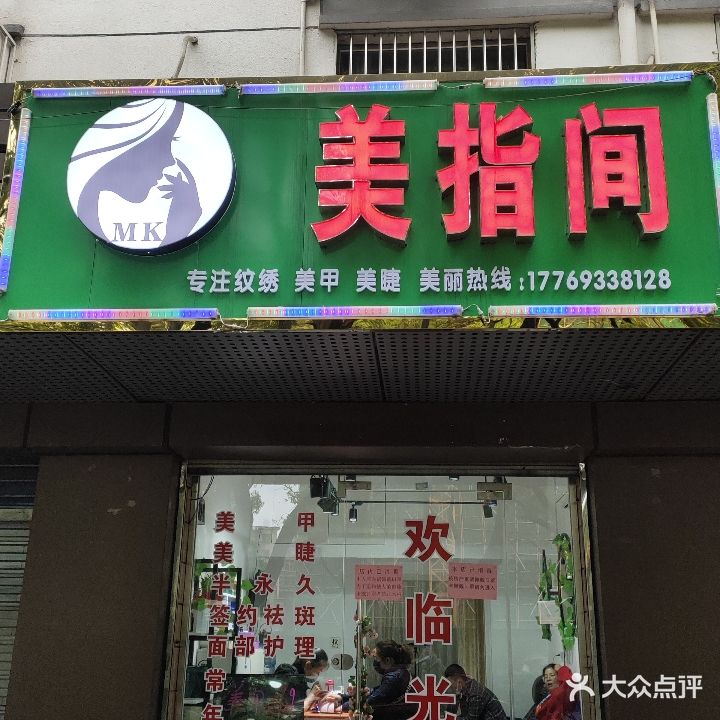 美指间
MK
专注纹绣 美甲 美睫 美丽热线:17769338128
美甲
美睫
半永久
签约祛斑
面部护理
常年
欢临光
大众点评